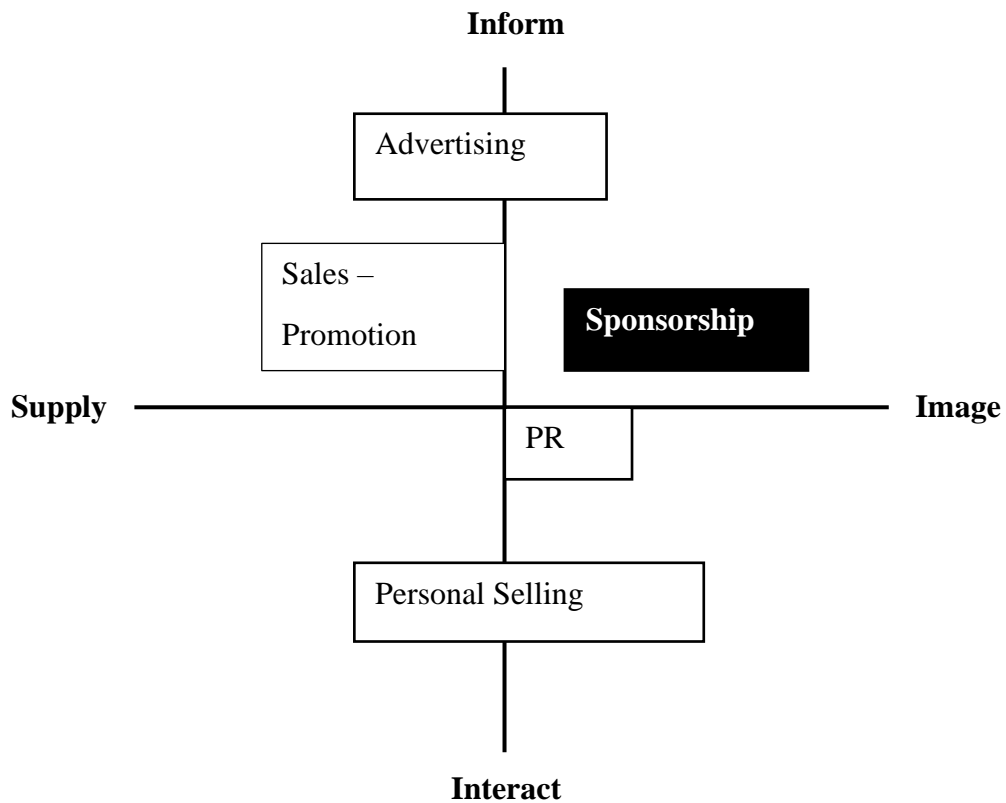 Inform
Advertising
Sales –
Promotion
Sponsorship
Supply
Image
PR
Personal Selling
Interact